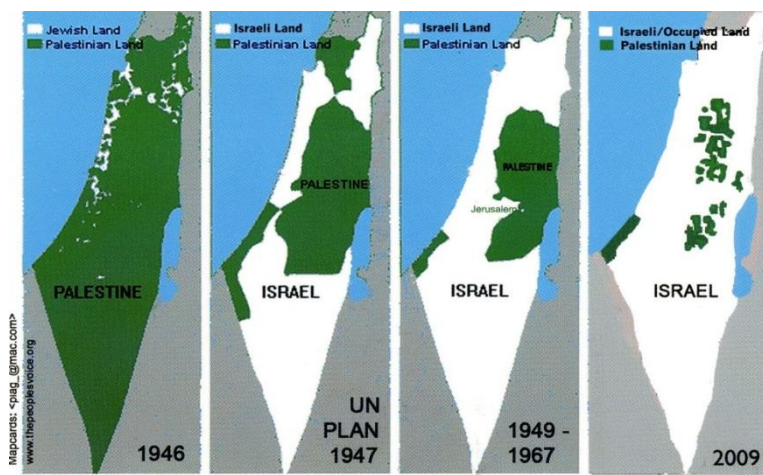 Jewish Land
Palestinian Land
PALESTINE
1946
Israeli Land
Palestinian Land
PALESTINE
ISRAEL
UN
PLAN
1947
Israeli Land
Palestinian Land
PALESTINE
Jerusalem
ISRAEL
1949 -
1967
Israeli/Occupied Land
Palestinian Land
ISRAEL
2009
Mapcards: <piag_@mac.com>
www.thepeoplesvoice.org